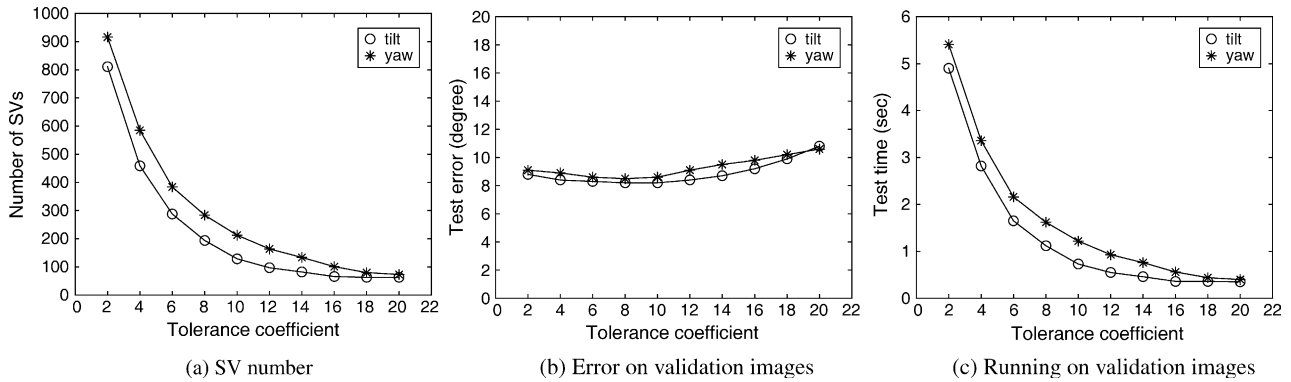 1000
900
800
700
600
500
400
300
200
100
0
Number of SVs
tilt
yaw
0 2 4 6 8 10 12 14 16 18 20 22
Tolerance coefficient
(a) SV number
20
18
16
14
12
10
8
6
4
2
0
Test error (degree)
tilt
yaw
0 2 4 6 8 10 12 14 16 18 20 22
Tolerance coefficient
(b) Error on validation images
6
5
4
3
2
1
0
Test time (sec)
tilt
yaw
0 2 4 6 8 10 12 14 16 18 20 22
Tolerance coefficient
(c) Running on validation images